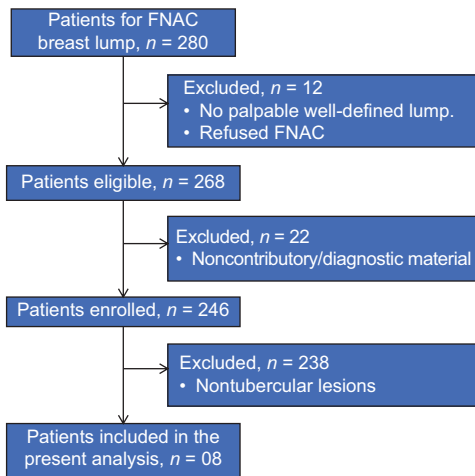 Patients for FNAC
breast lump, n = 280
Excluded, n = 12
• No palpable well-defined lump.
• Refused FNAC
Patients eligible, n = 268
Excluded, n = 22
• Noncontributory/diagnostic material
Patients enrolled, n = 246
Excluded, n = 238
• Nontubercular lesions
Patients included in the
present analysis, n = 08